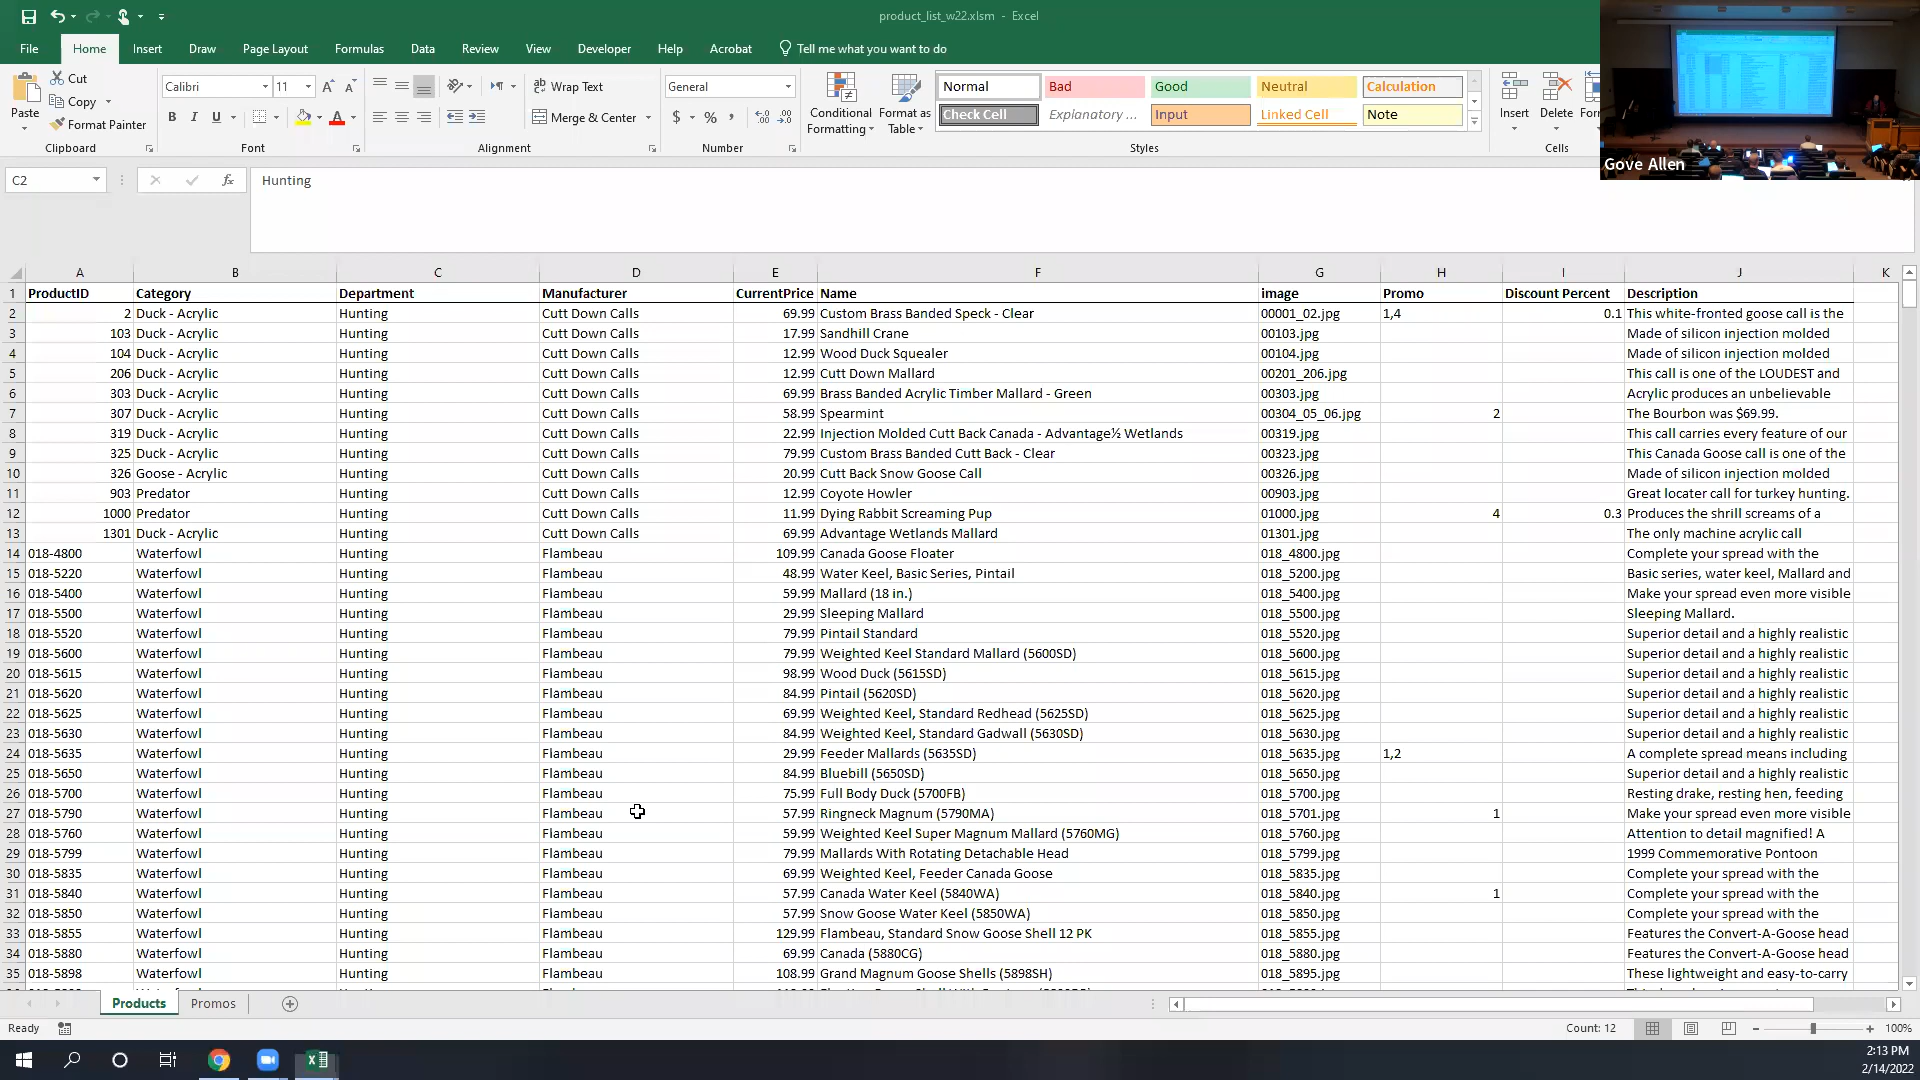 product_list_w22.xlsm - Excel
File Home Insert Draw Page Layout Formulas Data Review View Developer Help Acrobat Tell me what you want to do
Paste Cut Copy Format Painter Clipboard
Calibri 11 B I U Font
Wrap Text Merge & Center Alignment
General $ % , Number
Conditional Formatting Format as Table
Normal Bad Good Neutral Calculation
Check Cell Explanatory ... Input Linked Cell Note
Styles
Insert Delete Cells
Gove Allen
C2 fx Hunting
A B C D E F G H I J K
1 ProductID Category Department Manufacturer CurrentPrice Name image Promo Discount Percent Description
2 2 Duck - Acrylic Hunting Cutt Down Calls 69.99 Custom Brass Banded Speck - Clear 00001_02.jpg 1,4 0.1 This white-fronted goose call is the
3 103 Duck - Acrylic Hunting Cutt Down Calls 17.99 Sandhill Crane 00103.jpg Made of silicon injection molded
4 104 Duck - Acrylic Hunting Cutt Down Calls 12.99 Wood Duck Squealer 00104.jpg Made of silicon injection molded
5 206 Duck - Acrylic Hunting Cutt Down Calls 12.99 Cutt Down Mallard 00201_206.jpg This call is one of the LOUDEST and
6 303 Duck - Acrylic Hunting Cutt Down Calls 69.99 Brass Banded Acrylic Timber Mallard - Green 00303.jpg Acrylic produces an unbelievable
7 307 Duck - Acrylic Hunting Cutt Down Calls 58.99 Spearmint 00304_05_06.jpg 2 The Bourbon was $69.99.
8 319 Duck - Acrylic Hunting Cutt Down Calls 22.99 Injection Molded Cutt Back Canada - Advantage½ Wetlands 00319.jpg This call carries every feature of our
9 325 Duck - Acrylic Hunting Cutt Down Calls 79.99 Custom Brass Banded Cutt Back - Clear 00323.jpg This Canada Goose call is one of the
10 326 Goose - Acrylic Hunting Cutt Down Calls 20.99 Cutt Back Snow Goose Call 00326.jpg Made of silicon injection molded
11 903 Predator Hunting Cutt Down Calls 12.99 Coyote Howler 00903.jpg Great locater call for turkey hunting.
12 1000 Predator Hunting Cutt Down Calls 11.99 Dying Rabbit Screaming Pup 01000.jpg 4 0.3 Produces the shrill screams of a
13 1301 Duck - Acrylic Hunting Cutt Down Calls 69.99 Advantage Wetlands Mallard 01301.jpg The only machine acrylic call
14 018-4800 Waterfowl Hunting Flambeau 109.99 Canada Goose Floater 018_4800.jpg Complete your spread with the
15 018-5220 Waterfowl Hunting Flambeau 48.99 Water Keel, Basic Series, Pintail 018_5200.jpg Basic series, water keel, Mallard and
16 018-5400 Waterfowl Hunting Flambeau 59.99 Mallard (18 in.) 018_5400.jpg Make your spread even more visible
17 018-5500 Waterfowl Hunting Flambeau 29.99 Sleeping Mallard 018_5500.jpg Sleeping Mallard.
18 018-5520 Waterfowl Hunting Flambeau 79.99 Pintail Standard 018_5520.jpg Superior detail and a highly realistic
19 018-5600 Waterfowl Hunting Flambeau 79.99 Weighted Keel Standard Mallard (5600SD) 018_5600.jpg Superior detail and a highly realistic
20 018-5615 Waterfowl Hunting Flambeau 98.99 Wood Duck (5615SD) 018_5615.jpg Superior detail and a highly realistic
21 018-5620 Waterfowl Hunting Flambeau 84.99 Pintail (5620SD) 018_5620.jpg Superior detail and a highly realistic
22 018-5625 Waterfowl Hunting Flambeau 69.99 Weighted Keel, Standard Redhead (5625SD) 018_5625.jpg Superior detail and a highly realistic
23 018-5630 Waterfowl Hunting Flambeau 84.99 Weighted Keel, Standard Gadwall (5630SD) 018_5630.jpg Superior detail and a highly realistic
24 018-5635 Waterfowl Hunting Flambeau 29.99 Feeder Mallards (5635SD) 018_5635.jpg 1,2 A complete spread means including
25 018-5650 Waterfowl Hunting Flambeau 84.99 Bluebill (5650SD) 018_5650.jpg Superior detail and a highly realistic
26 018-5700 Waterfowl Hunting Flambeau 75.99 Full Body Duck (5700FB) 018_5700.jpg Resting drake, resting hen, feeding
27 018-5790 Waterfowl Hunting Flambeau 57.99 Ringneck Magnum (5790MA) 018_5701.jpg 1 Make your spread even more visible
28 018-5760 Waterfowl Hunting Flambeau 59.99 Weighted Keel Super Magnum Mallard (5760MG) 018_5760.jpg Attention to detail magnified! A
29 018-5799 Waterfowl Hunting Flambeau 79.99 Mallards With Rotating Detachable Head 018_5799.jpg 1999 Commemorative Pontoon
30 018-5835 Waterfowl Hunting Flambeau 69.99 Weighted Keel, Feeder Canada Goose 018_5835.jpg Complete your spread with the
31 018-5840 Waterfowl Hunting Flambeau 57.99 Canada Water Keel (5840WA) 018_5840.jpg 1 Complete your spread with the
32 018-5850 Waterfowl Hunting Flambeau 57.99 Snow Goose Water Keel (5850WA) 018_5850.jpg Complete your spread with the
33 018-5855 Waterfowl Hunting Flambeau 129.99 Flambeau, Standard Snow Goose Shell 12 PK 018_5855.jpg Features the Convert-A-Goose head
34 018-5880 Waterfowl Hunting Flambeau 69.99 Canada (5880CG) 018_5880.jpg Features the Convert-A-Goose head
35 018-5898 Waterfowl Hunting Flambeau 108.99 Grand Magnum Goose Shells (5898SH) 018_5895.jpg These lightweight and easy-to-carry
Products Promos
Ready Count: 12 100%
2:13 PM
2/14/2022